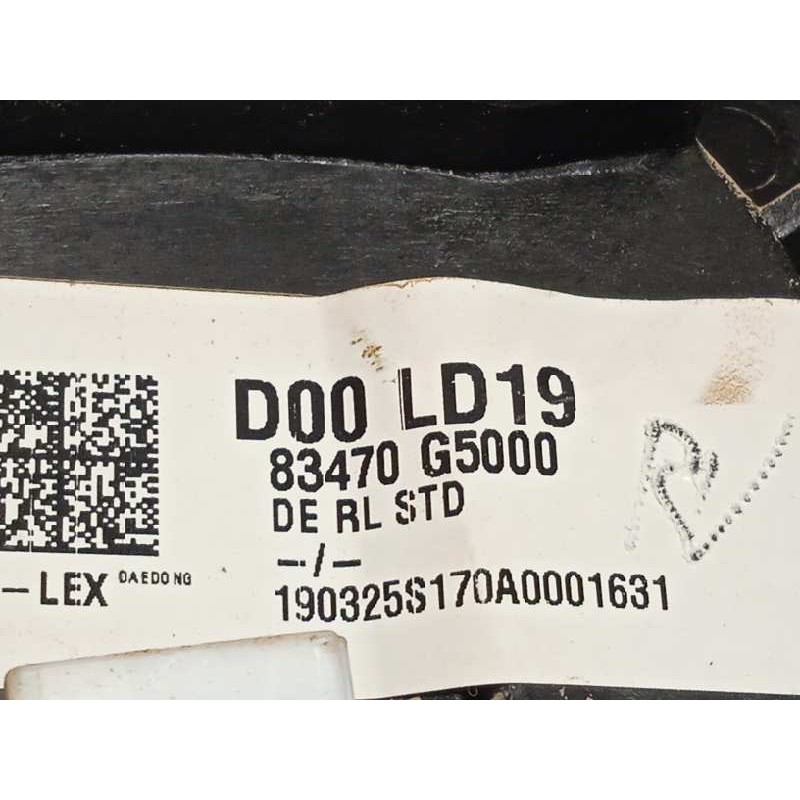 D00 LD19
83470 G5000
DE RL STD
-/-
190325S170A0001631
-LEX DAEDONG